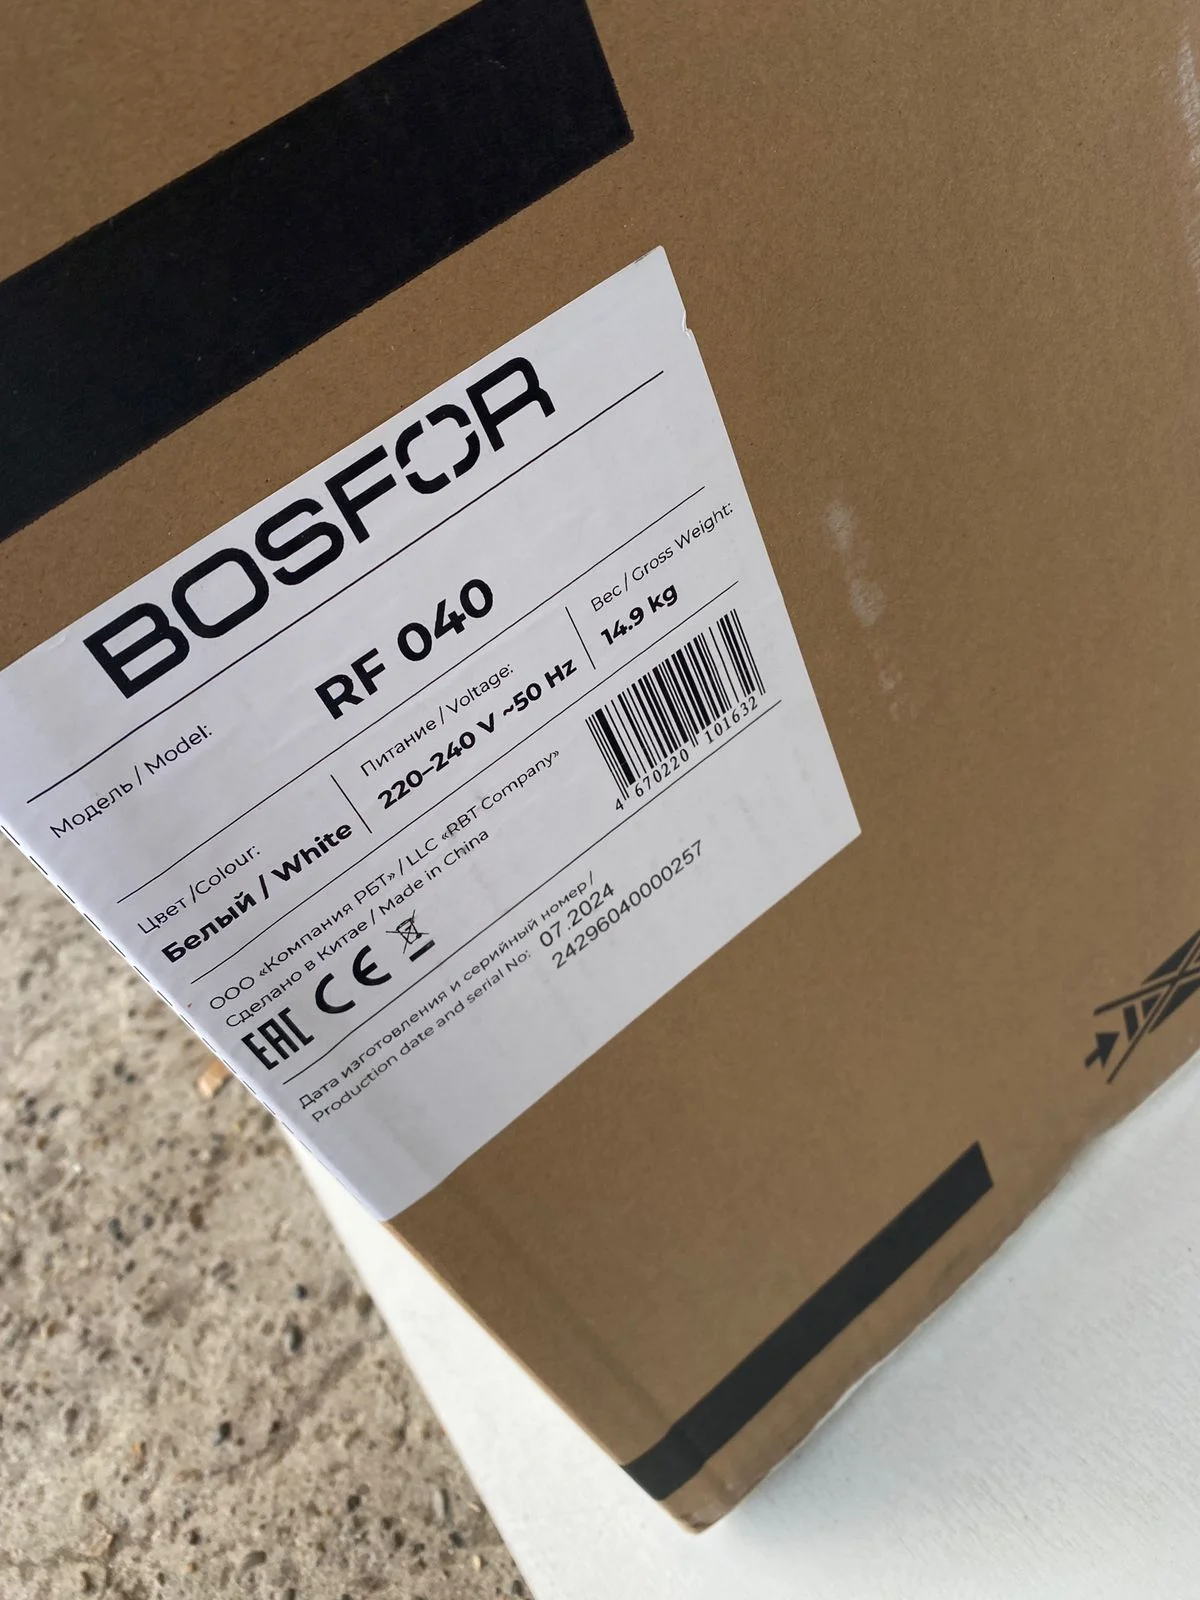 BOSFOR
Модель / Model: RF 040
Цвет /Colour:
Белый / White
Питание / Voltage:
220–240 V ~50 Hz
Вес / Gross Weight:
14.9 kg
ООО «Компания РБТ» / LLC «RBT Company»
Сделано в Китае / Made in China
EAC CE
4 670220 101632
Дата изготовления и серийный номер/
Production date and serial No:
07.2024
24296040000257